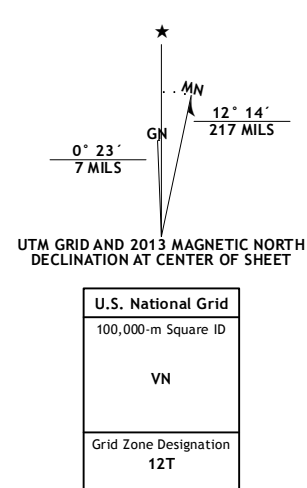 ★
MN
12° 14´
217 MILS
GN
0° 23´
7 MILS
UTM GRID AND 2013 MAGNETIC NORTH
DECLINATION AT CENTER OF SHEET
U.S. National Grid
100,000-m Square ID
VN
Grid Zone Designation
12T